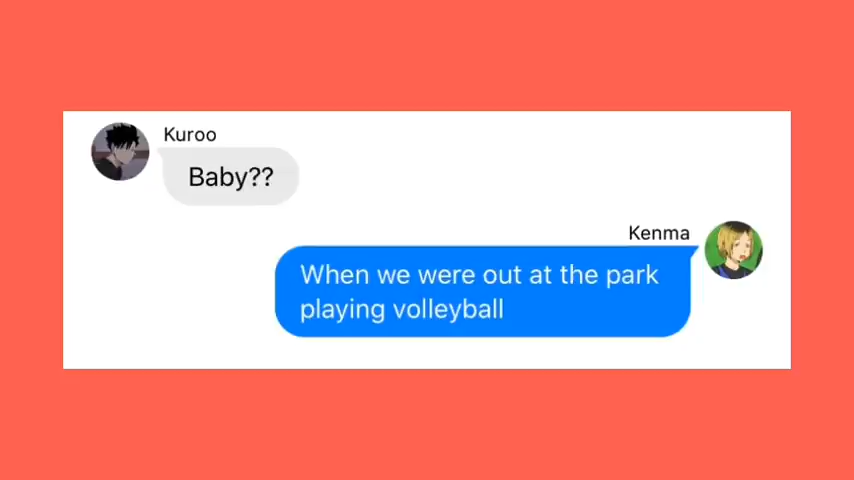 Kuroo
Baby??
Kenma
When we were out at the park
playing volleyball